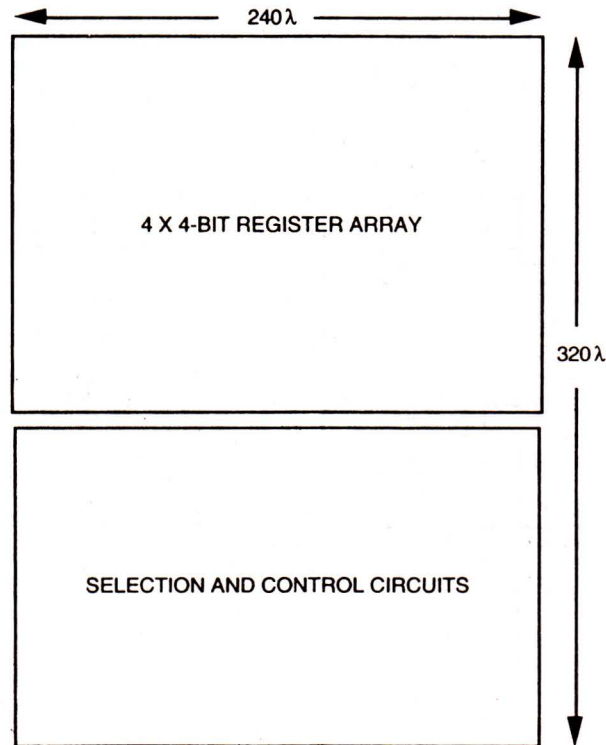 240λ
4 X 4-BIT REGISTER ARRAY
320λ
SELECTION AND CONTROL CIRCUITS